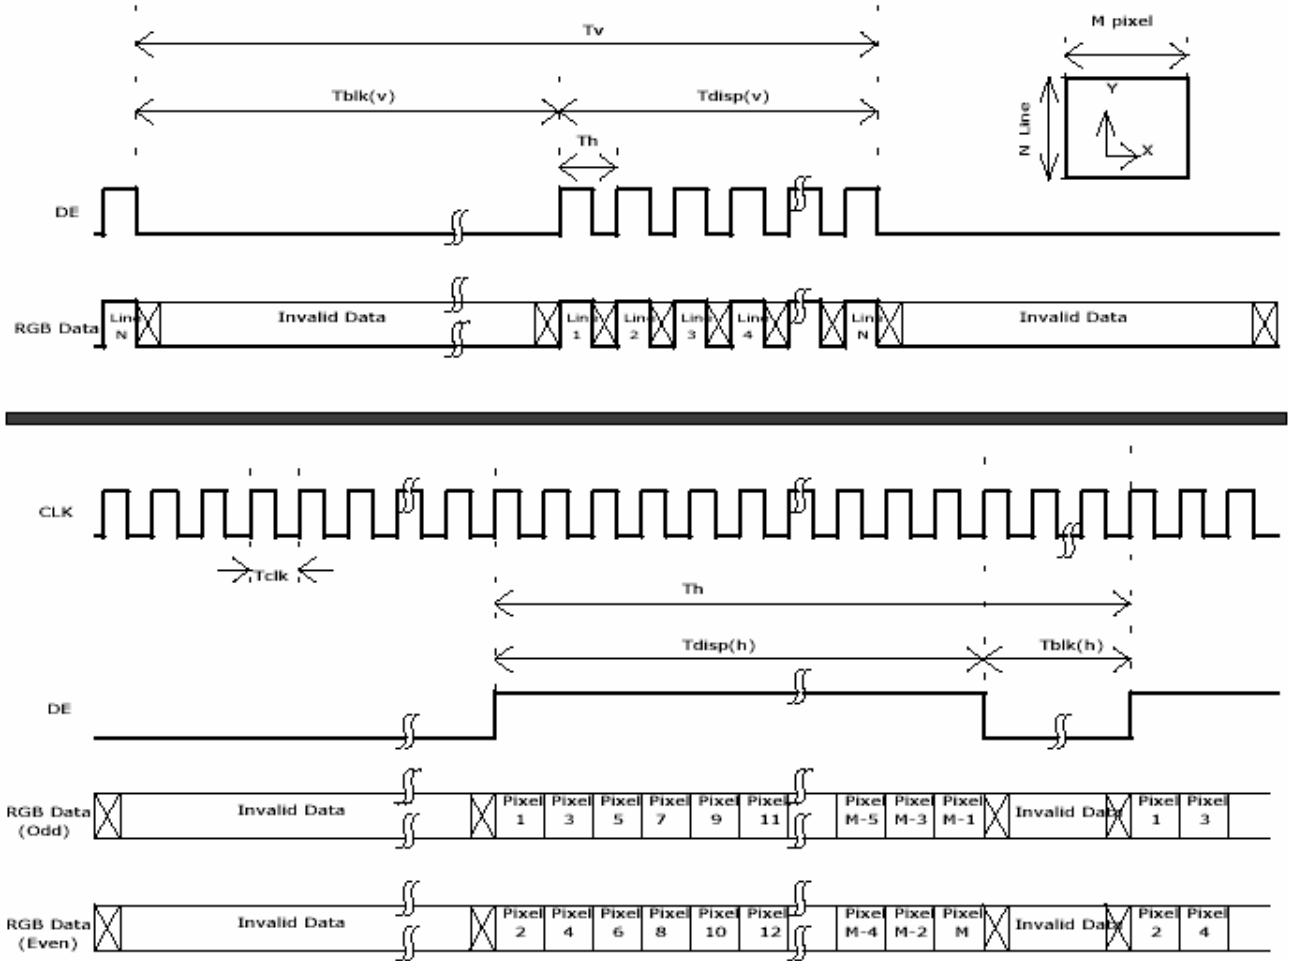 Tv
M pixel
Tblk(v)
Tdisp(v)
Y
N Line
Th
X
DE
RGB Data
Line N
Invalid Data
Line 1
Line 2
Line 3
Line 4
Line N
Invalid Data
CLK
Tclk
Th
Tdisp(h)
Tblk(h)
DE
RGB Data
(Odd)
Invalid Data
Pixel 1
Pixel 3
Pixel 5
Pixel 7
Pixel 9
Pixel 11
Pixel M-5
Pixel M-3
Pixel M-1
Invalid Data
Pixel 1
Pixel 3
RGB Data
(Even)
Invalid Data
Pixel 2
Pixel 4
Pixel 6
Pixel 8
Pixel 10
Pixel 12
Pixel M-4
Pixel M-2
Pixel M
Invalid Data
Pixel 2
Pixel 4